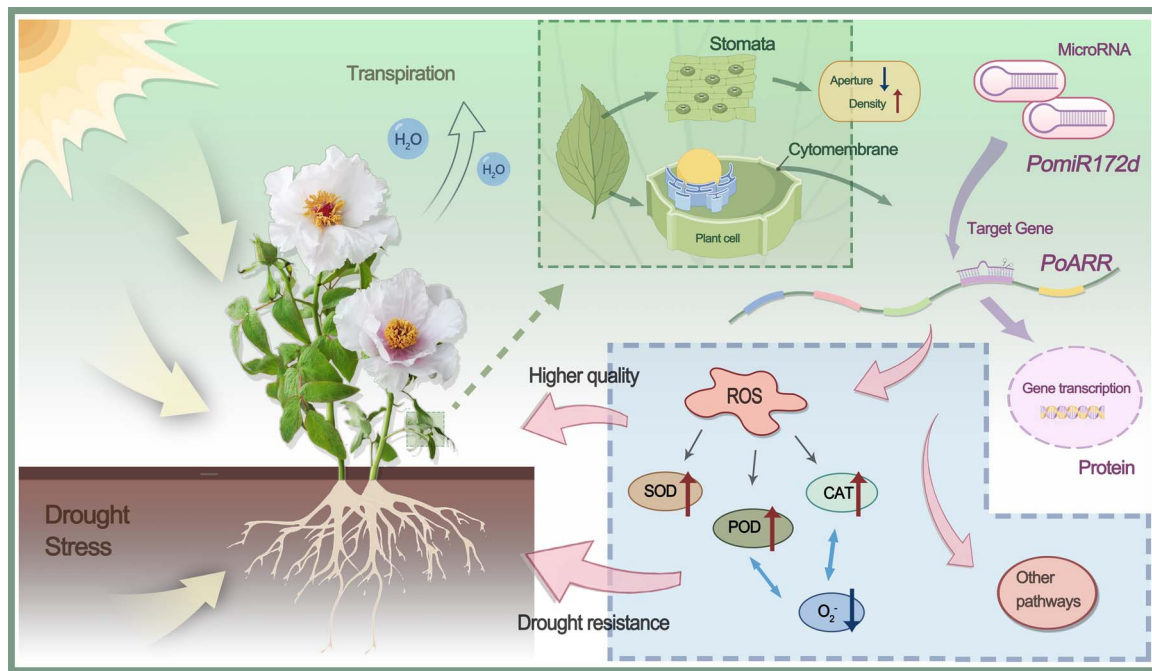 Transpiration
H₂O
H₂O
Stomata
Aperture
Density
Cytomembrane
Plant cell
MicroRNA
PomiR172d
Target Gene
PoARR
Gene transcription
Protein
Higher quality
ROS
SOD
POD
CAT
O₂⁻
Other
pathways
Drought resistance
Drought
Stress